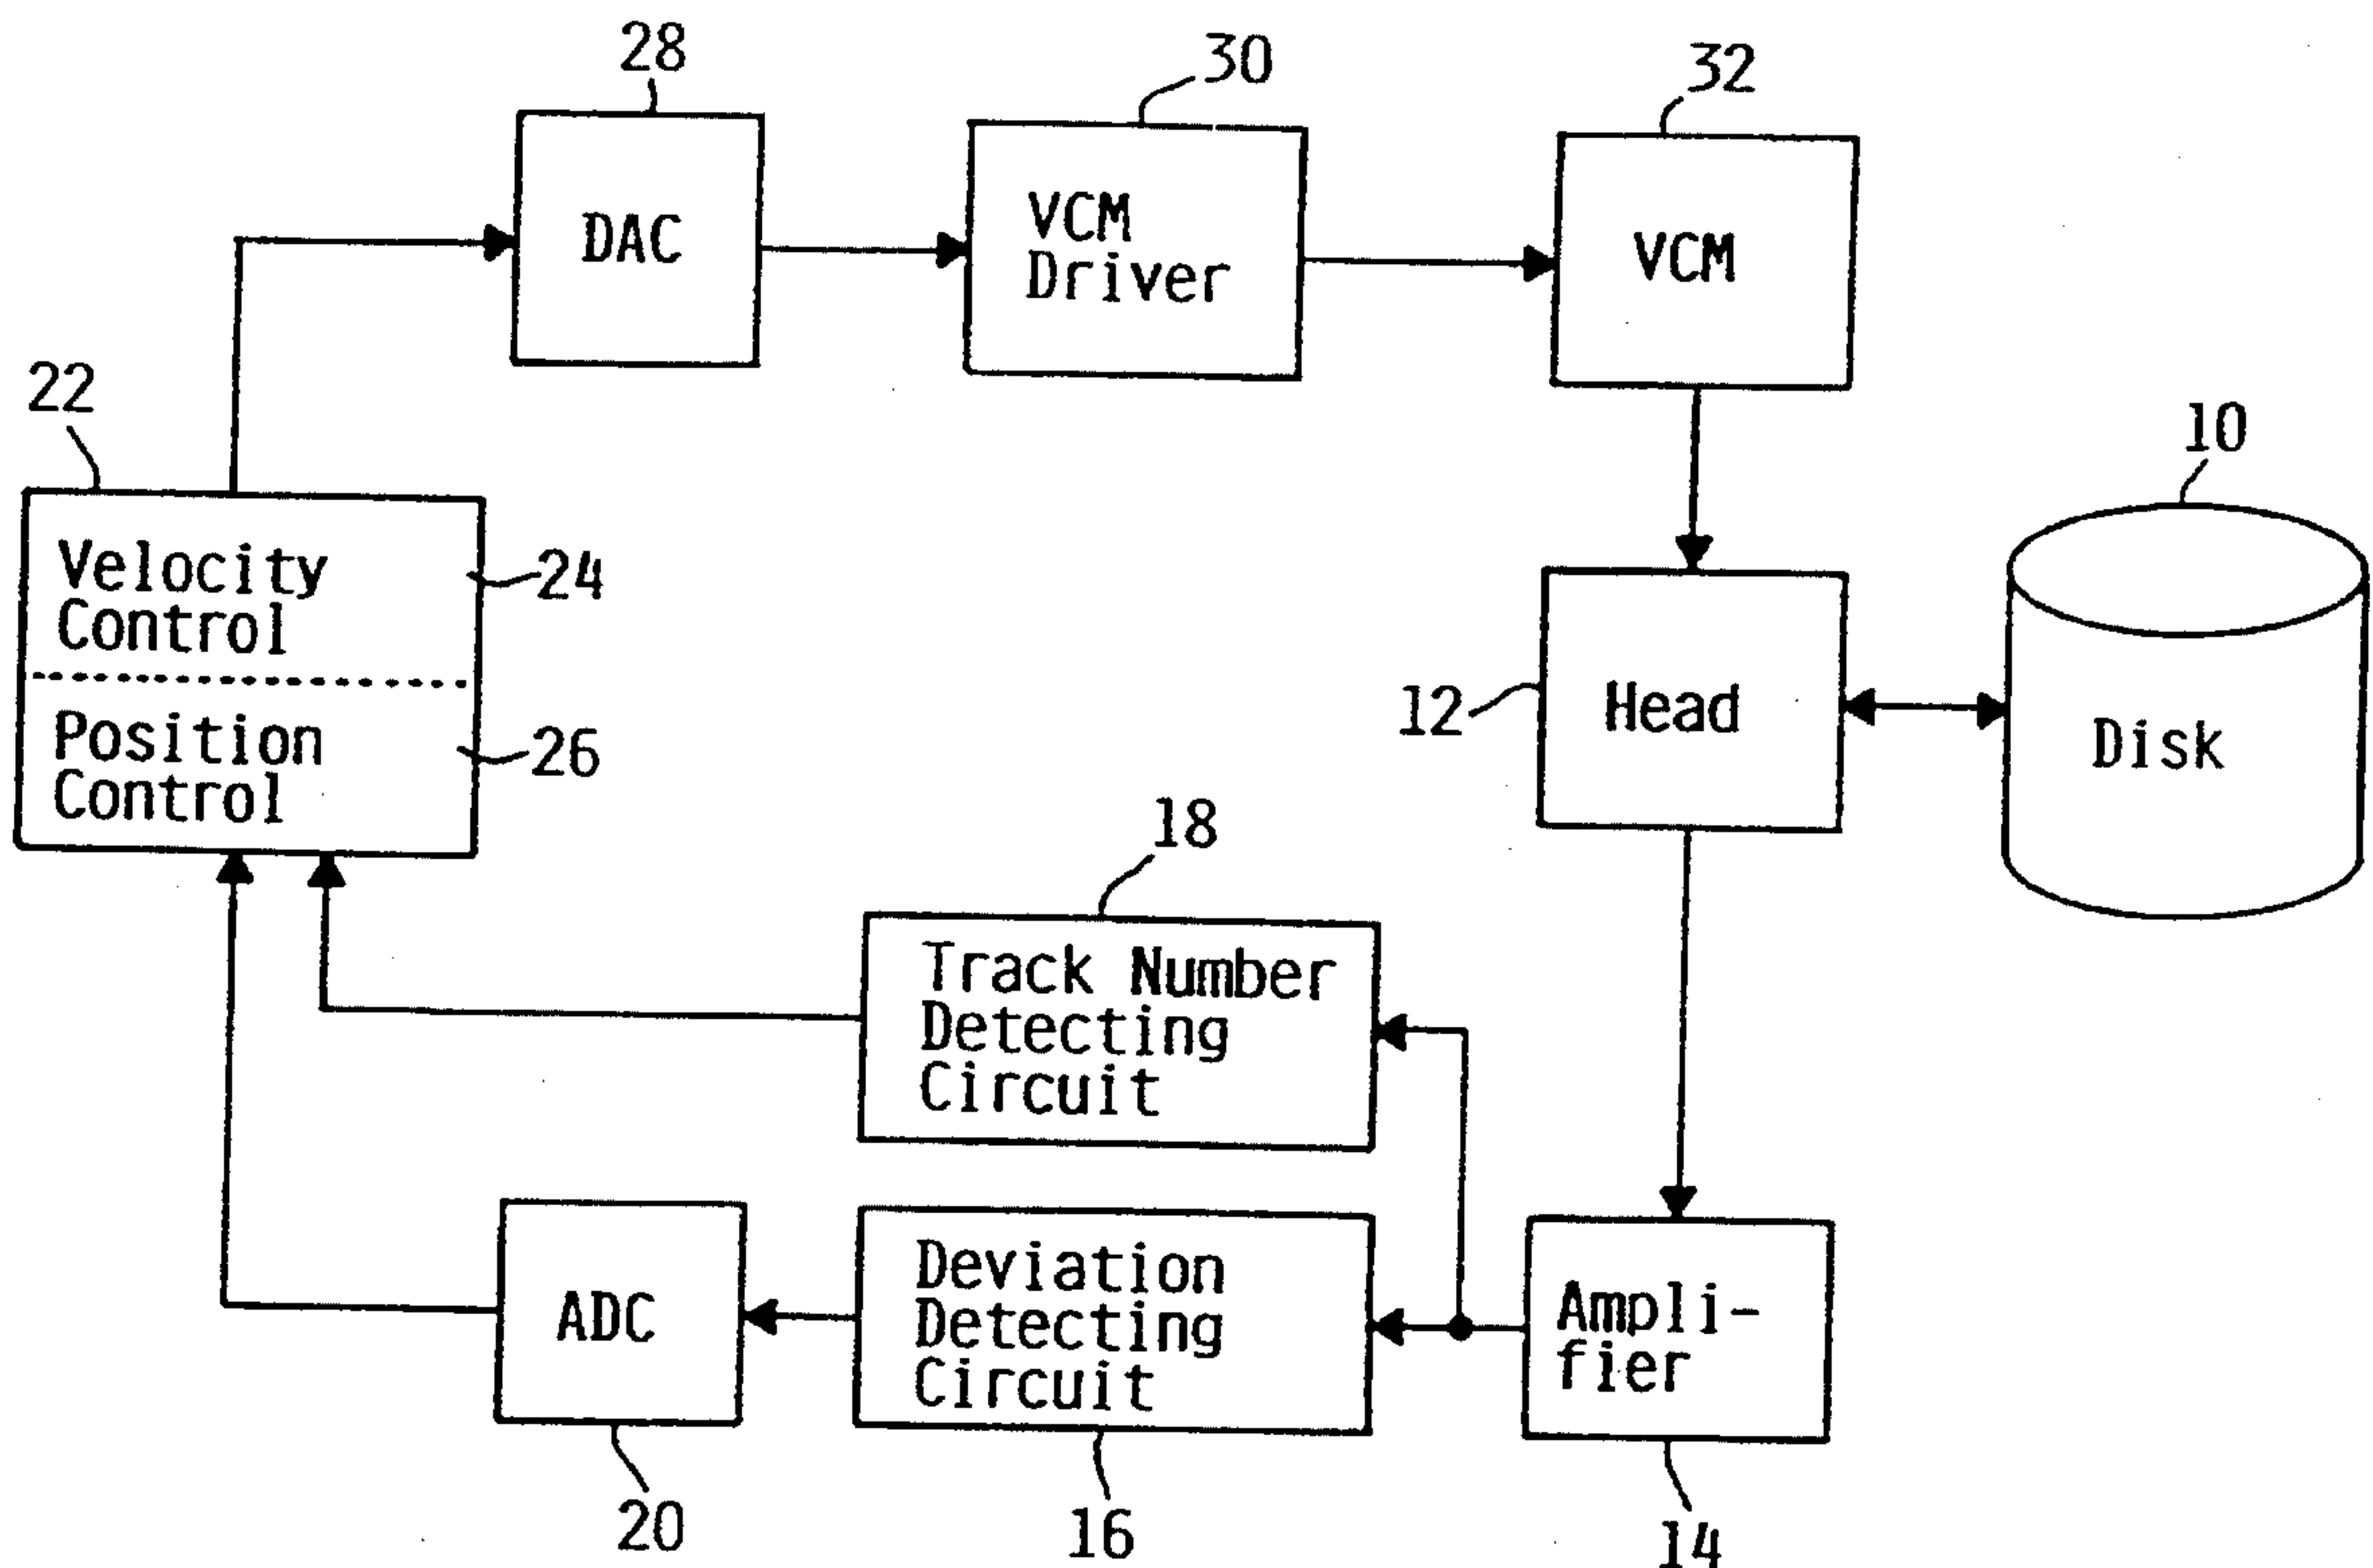 28
30
32
DAC
VCM
Driver
VCM
22
10
Velocity
Control
24
Position
Control
26
12
Head
Disk
18
Track Number
Detecting
Circuit
ADC
Deviation
Detecting
Circuit
Ampli-
fier
20
16
14